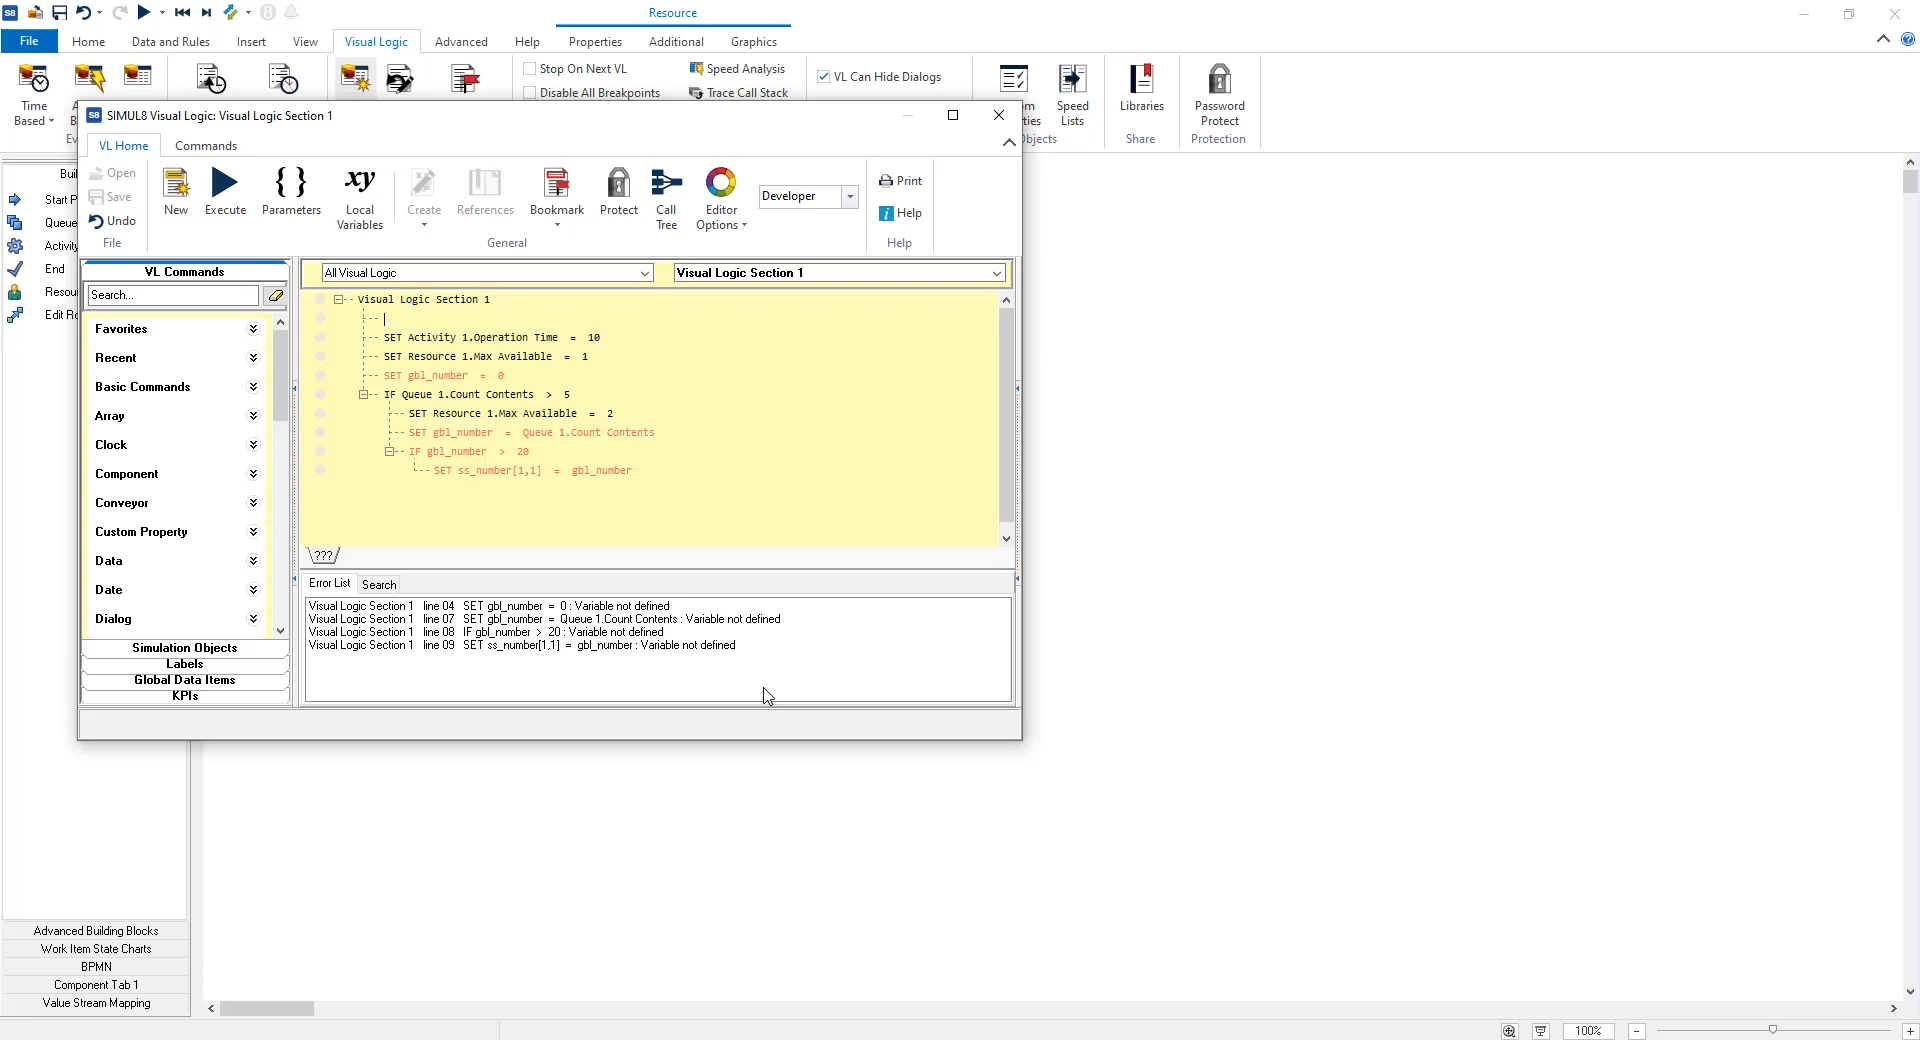 S8
Resource
File
Home
Data and Rules
Insert
View
Visual Logic
Advanced
Help
Properties
Additional
Graphics
Time
Based
Stop On Next VL
Disable All Breakpoints
Speed Analysis
Trace Call Stack
VL Can Hide Dialogs
Speed
Lists
Libraries
Share
Password
Protect
Protection
S8 SIMUL8 Visual Logic: Visual Logic Section 1
VL Home
Commands
Open
Save
Undo
File
New
Execute
{ }
Parameters
xy
Local
Variables
Create
References
Bookmark
Protect
Call
Tree
Editor
Options
General
Developer
Print
Help
Help
Start P
Queue
Activity
End
Resou
Edit Ro
VL Commands
Search...
Favorites
Recent
Basic Commands
Array
Clock
Component
Conveyor
Custom Property
Data
Date
Dialog
Simulation Objects
Labels
Global Data Items
KPIs
All Visual Logic
Visual Logic Section 1
Visual Logic Section 1
SET Activity 1.Operation Time = 10
SET Resource 1.Max Available = 1
SET gbl_number = 0
IF Queue 1.Count Contents > 5
SET Resource 1.Max Available = 2
SET gbl_number = Queue 1.Count Contents
IF gbl_number > 20
SET ss_number[1,1] = gbl_number
\???/
Error List
Search
Visual Logic Section 1 line 04 SET gbl_number = 0 : Variable not defined
Visual Logic Section 1 line 07 SET gbl_number = Queue 1.Count Contents : Variable not defined
Visual Logic Section 1 line 08 IF gbl_number > 20 : Variable not defined
Visual Logic Section 1 line 09 SET ss_number[1,1] = gbl_number : Variable not defined
Advanced Building Blocks
Work Item State Charts
BPMN
Component Tab 1
Value Stream Mapping
100%